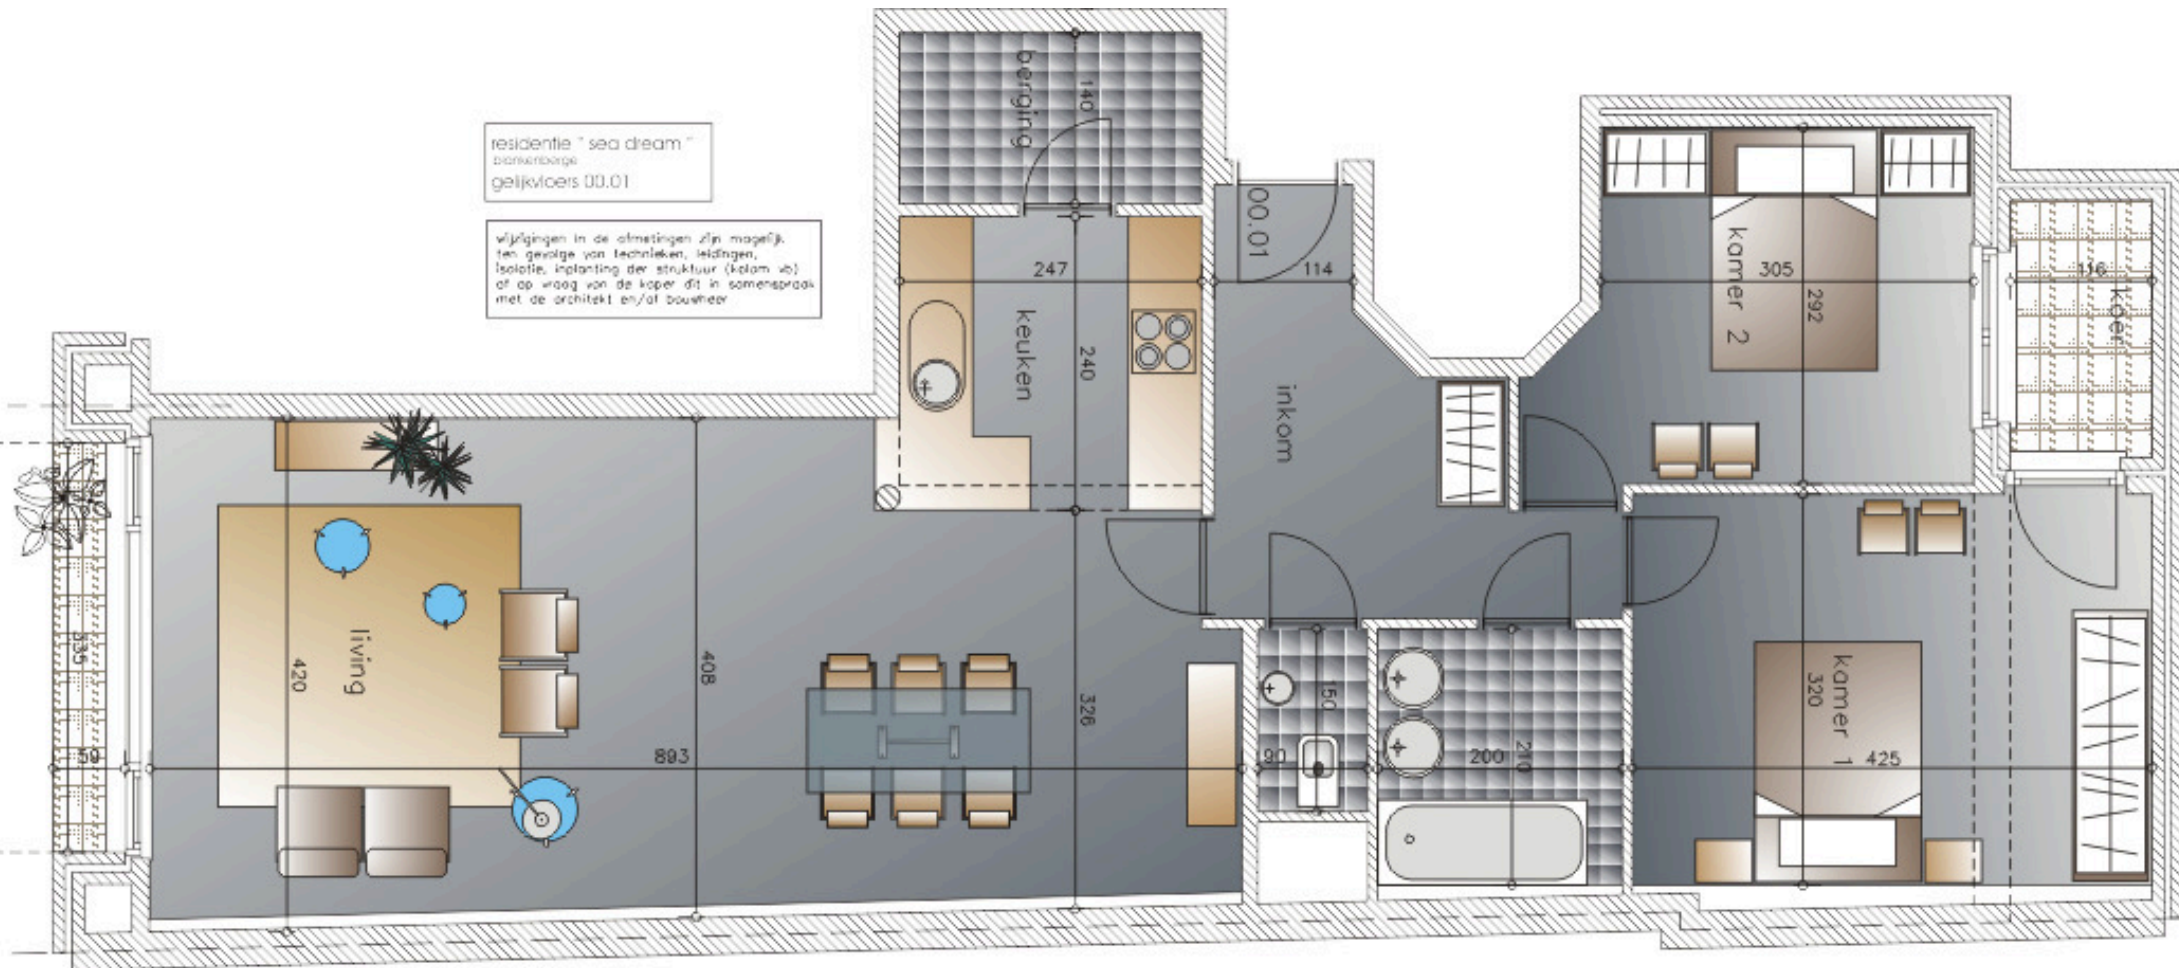 residentie " sea dream "
blankenberge
gelijkvloers 00.01
wijzigingen in de afmetingen zijn mogelijk
ten gevolge van technieken, leidingen,
isolatie, inplanting der struktuur (kolom vb)
of op vraag van de koper dit in samenspraak
met de architekt en/of bouwheer
berging
140
00.01
247
114
keuken
240
inkom
kamer 2
305
292
116
koer
living
420
335
59
408
893
326
90
150
200
210
kamer 1
320
425